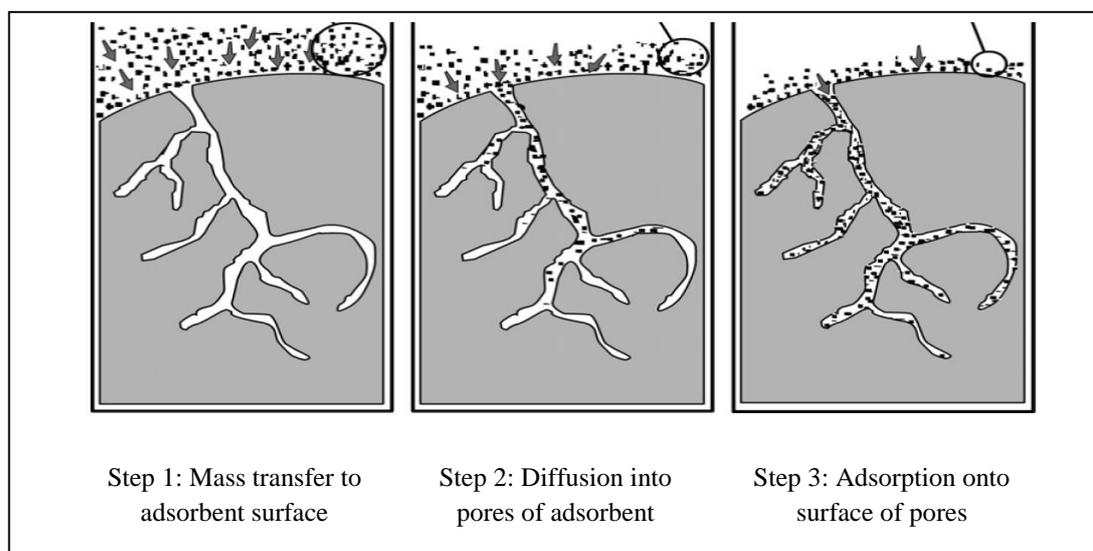 Step 1: Mass transfer to
adsorbent surface
Step 2: Diffusion into
pores of adsorbent
Step 3: Adsorption onto
surface of pores